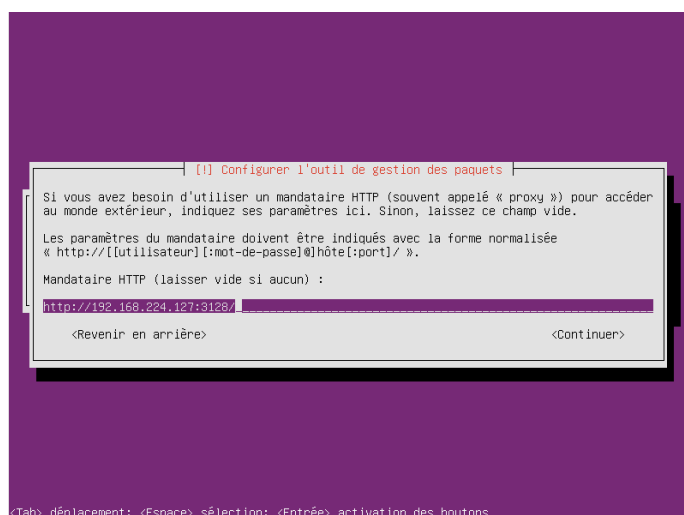 [!] Configurer l'outil de gestion des paquets
Si vous avez besoin d'utiliser un mandataire HTTP (souvent appelé « proxy ») pour accéder
au monde extérieur, indiquez ses paramètres ici. Sinon, laissez ce champ vide.
Les paramètres du mandataire doivent être indiqués avec la forme normalisée
« http://[[utilisateur][:mot-de-passe]@]hôte[:port]/ ».
Mandataire HTTP (laisser vide si aucun) :
http://192.168.224.127:3128/
<Revenir en arrière> <Continuer>
<Tab> déplacement; <Espace> sélection; <Entrée> activation des boutons